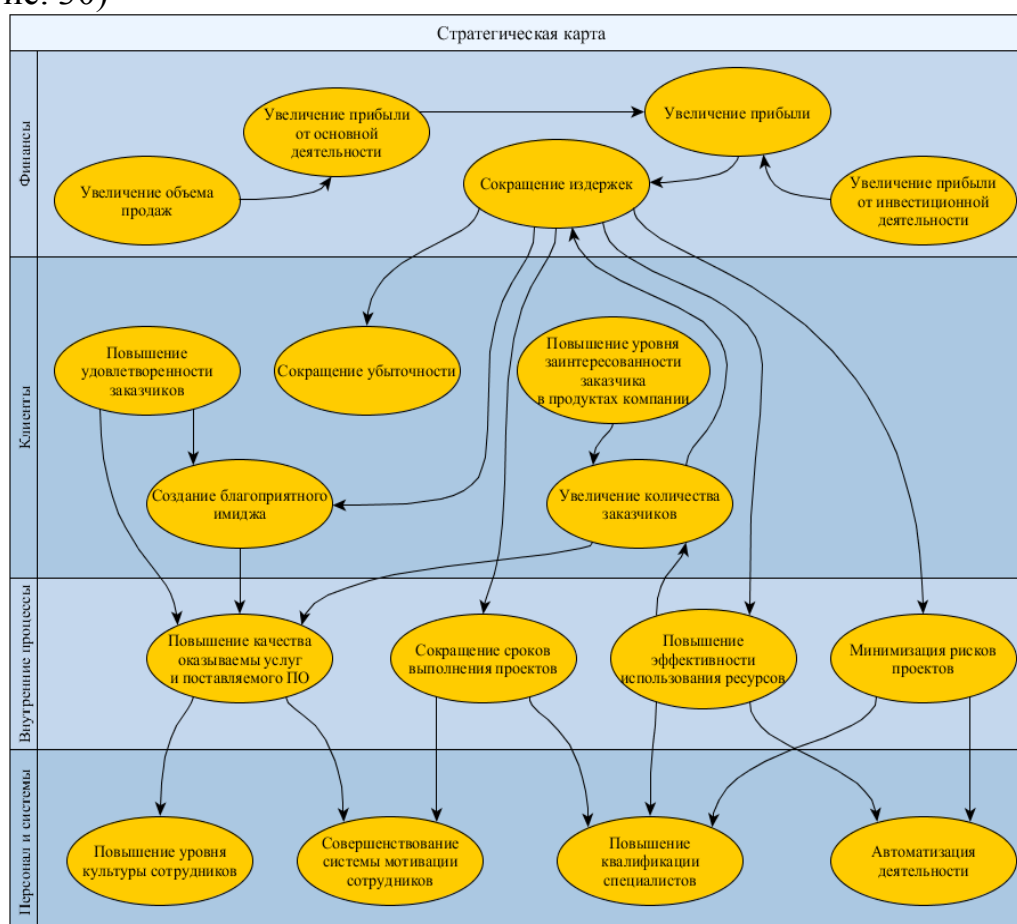 ис. 30)
Стратегическая карта
Финансы
Увеличение прибыли
от основной
деятельности
Увеличение прибыли
Увеличение объема
продаж
Сокращение издержек
Увеличение прибыли
от инвестиционной
деятельности
Клиенты
Повышение
удовлетворенности
заказчиков
Сокращение убыточности
Повышение уровня
заинтересованности
заказчика
в продуктах компании
Создание благоприятного
имиджа
Увеличение количества
заказчиков
Внутренние процессы
Повышение качества
оказываемы услуг
и поставляемого ПО
Сокращение сроков
выполнения проектов
Повышение
эффективности
использования ресурсов
Минимизация рисков
проектов
Персонал и системы
Повышение уровня
культуры сотрудников
Совершенствование
системы мотивации
сотрудников
Повышение
квалификации
специалистов
Автоматизация
деятельности